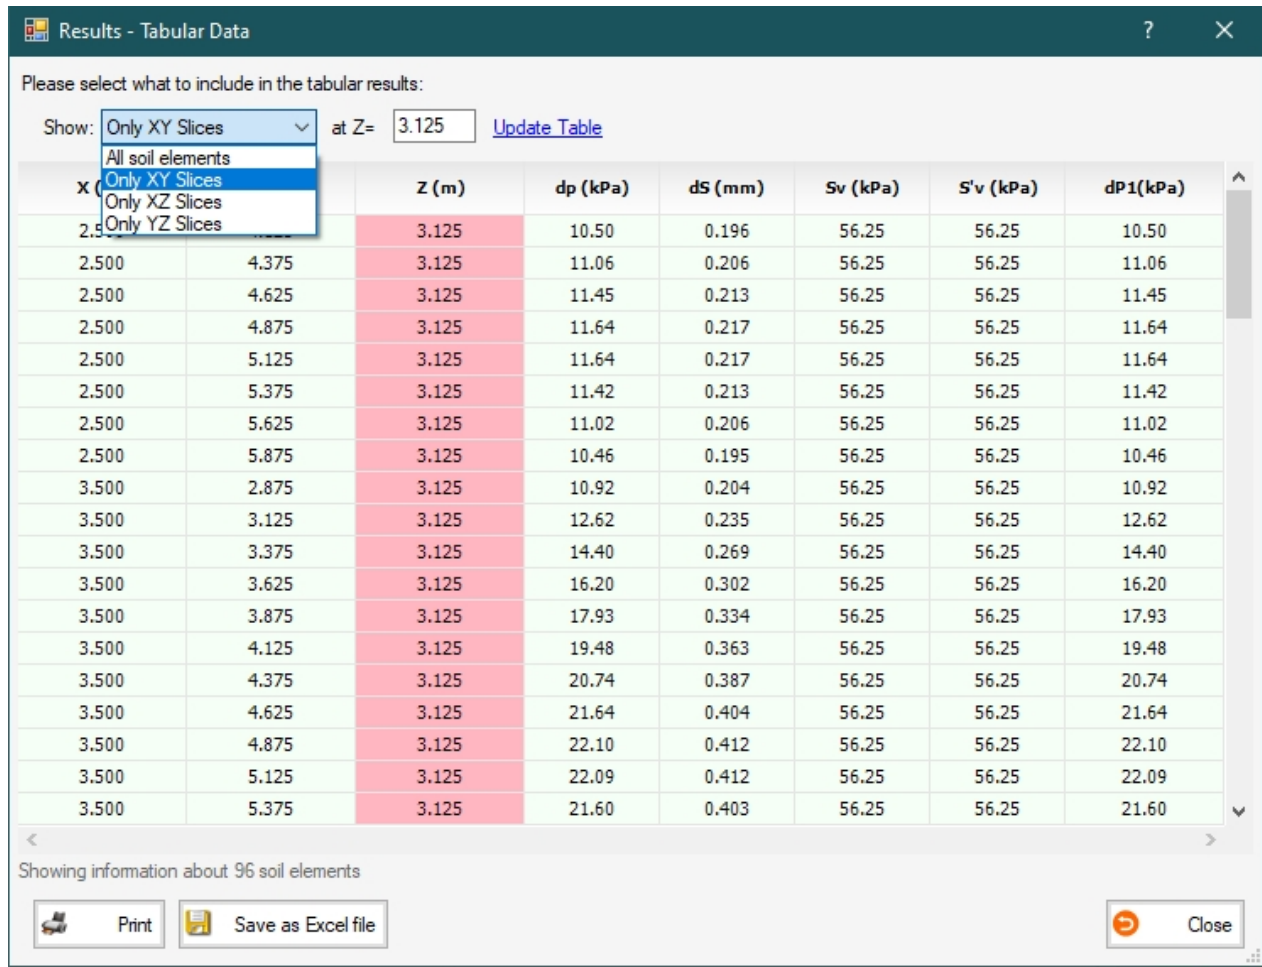 Results - Tabular Data ?
Please select what to include in the tabular results:
Show: Only XY Slices at Z= 3.125 Update Table
All soil elements
Only XY Slices
Only XZ Slices
Only YZ Slices
X ( Z (m) dp (kPa) dS (mm) Sv (kPa) S'v (kPa) dP1(kPa)
3.125 10.50 0.196 56.25 56.25 10.50
2.500 4.375 3.125 11.06 0.206 56.25 56.25 11.06
2.500 4.625 3.125 11.45 0.213 56.25 56.25 11.45
2.500 4.875 3.125 11.64 0.217 56.25 56.25 11.64
2.500 5.125 3.125 11.64 0.217 56.25 56.25 11.64
2.500 5.375 3.125 11.42 0.213 56.25 56.25 11.42
2.500 5.625 3.125 11.02 0.206 56.25 56.25 11.02
2.500 5.875 3.125 10.46 0.195 56.25 56.25 10.46
3.500 2.875 3.125 10.92 0.204 56.25 56.25 10.92
3.500 3.125 3.125 12.62 0.235 56.25 56.25 12.62
3.500 3.375 3.125 14.40 0.269 56.25 56.25 14.40
3.500 3.625 3.125 16.20 0.302 56.25 56.25 16.20
3.500 3.875 3.125 17.93 0.334 56.25 56.25 17.93
3.500 4.125 3.125 19.48 0.363 56.25 56.25 19.48
3.500 4.375 3.125 20.74 0.387 56.25 56.25 20.74
3.500 4.625 3.125 21.64 0.404 56.25 56.25 21.64
3.500 4.875 3.125 22.10 0.412 56.25 56.25 22.10
3.500 5.125 3.125 22.09 0.412 56.25 56.25 22.09
3.500 5.375 3.125 21.60 0.403 56.25 56.25 21.60
Showing information about 96 soil elements
Print Save as Excel file Close